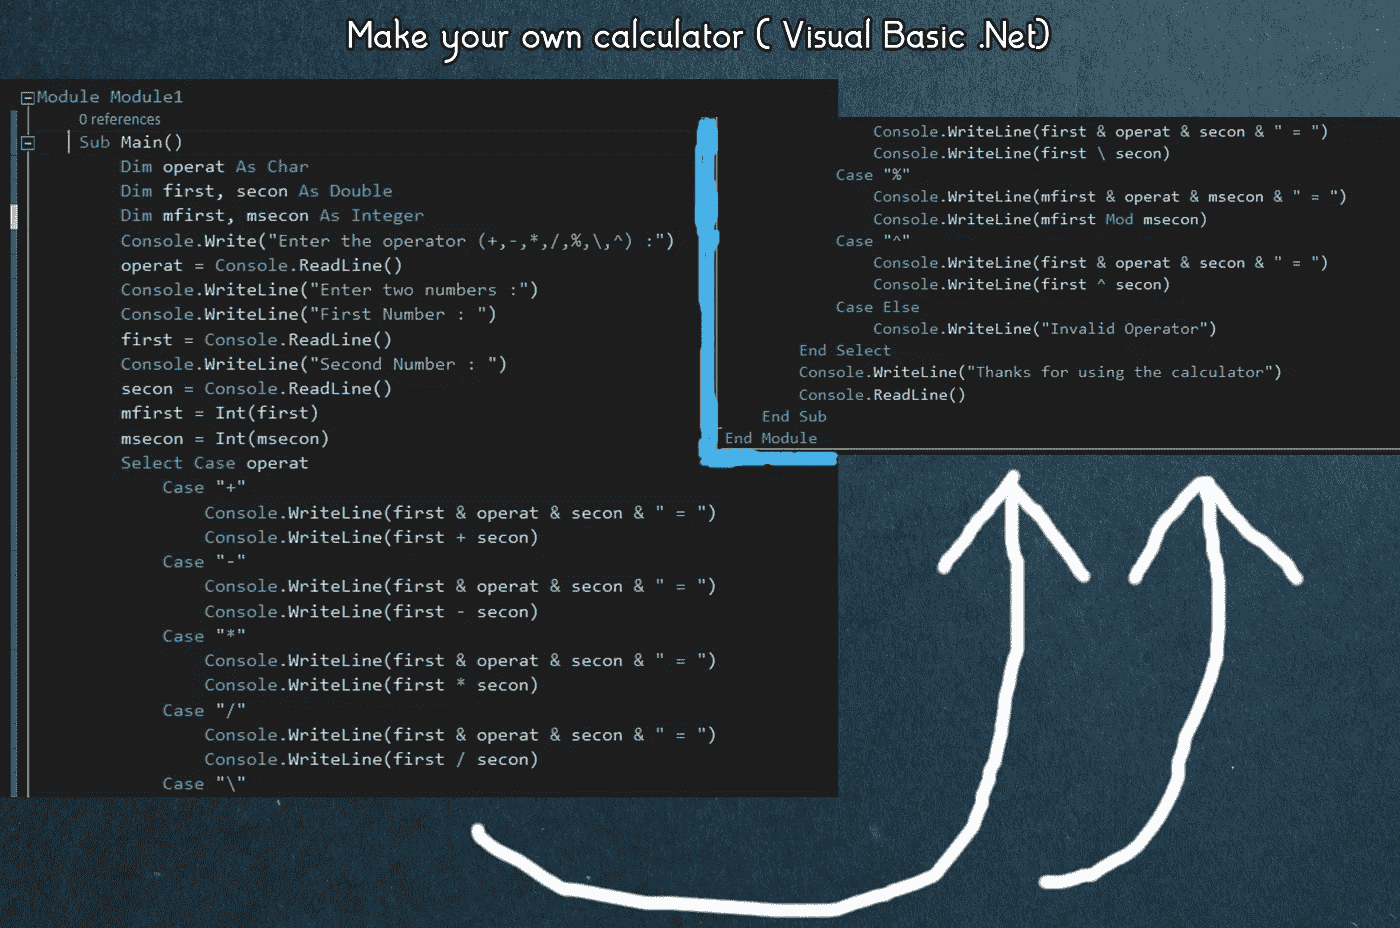 Make your own calculator ( Visual Basic .Net)
Module Module1
0 references
Sub Main()
Dim operat As Char
Dim first, secon As Double
Dim mfirst, msecon As Integer
Console.Write("Enter the operator (+,-,*,/,%,\,^) :")
operat = Console.ReadLine()
Console.WriteLine("Enter two numbers :")
Console.WriteLine("First Number : ")
first = Console.ReadLine()
Console.WriteLine("Second Number : ")
secon = Console.ReadLine()
mfirst = Int(first)
msecon = Int(msecon)
Select Case operat
Case "+"
Console.WriteLine(first & operat & secon & " = ")
Console.WriteLine(first + secon)
Case "-"
Console.WriteLine(first & operat & secon & " = ")
Console.WriteLine(first - secon)
Case "*"
Console.WriteLine(first & operat & secon & " = ")
Console.WriteLine(first * secon)
Case "/"
Console.WriteLine(first & operat & secon & " = ")
Console.WriteLine(first / secon)
Case "\"
Console.WriteLine(first & operat & secon & " = ")
Console.WriteLine(first \ secon)
Case "%"
Console.WriteLine(mfirst & operat & msecon & " = ")
Console.WriteLine(mfirst Mod msecon)
Case "^"
Console.WriteLine(first & operat & secon & " = ")
Console.WriteLine(first ^ secon)
Case Else
Console.WriteLine("Invalid Operator")
End Select
Console.WriteLine("Thanks for using the calculator")
Console.ReadLine()
End Sub
End Module